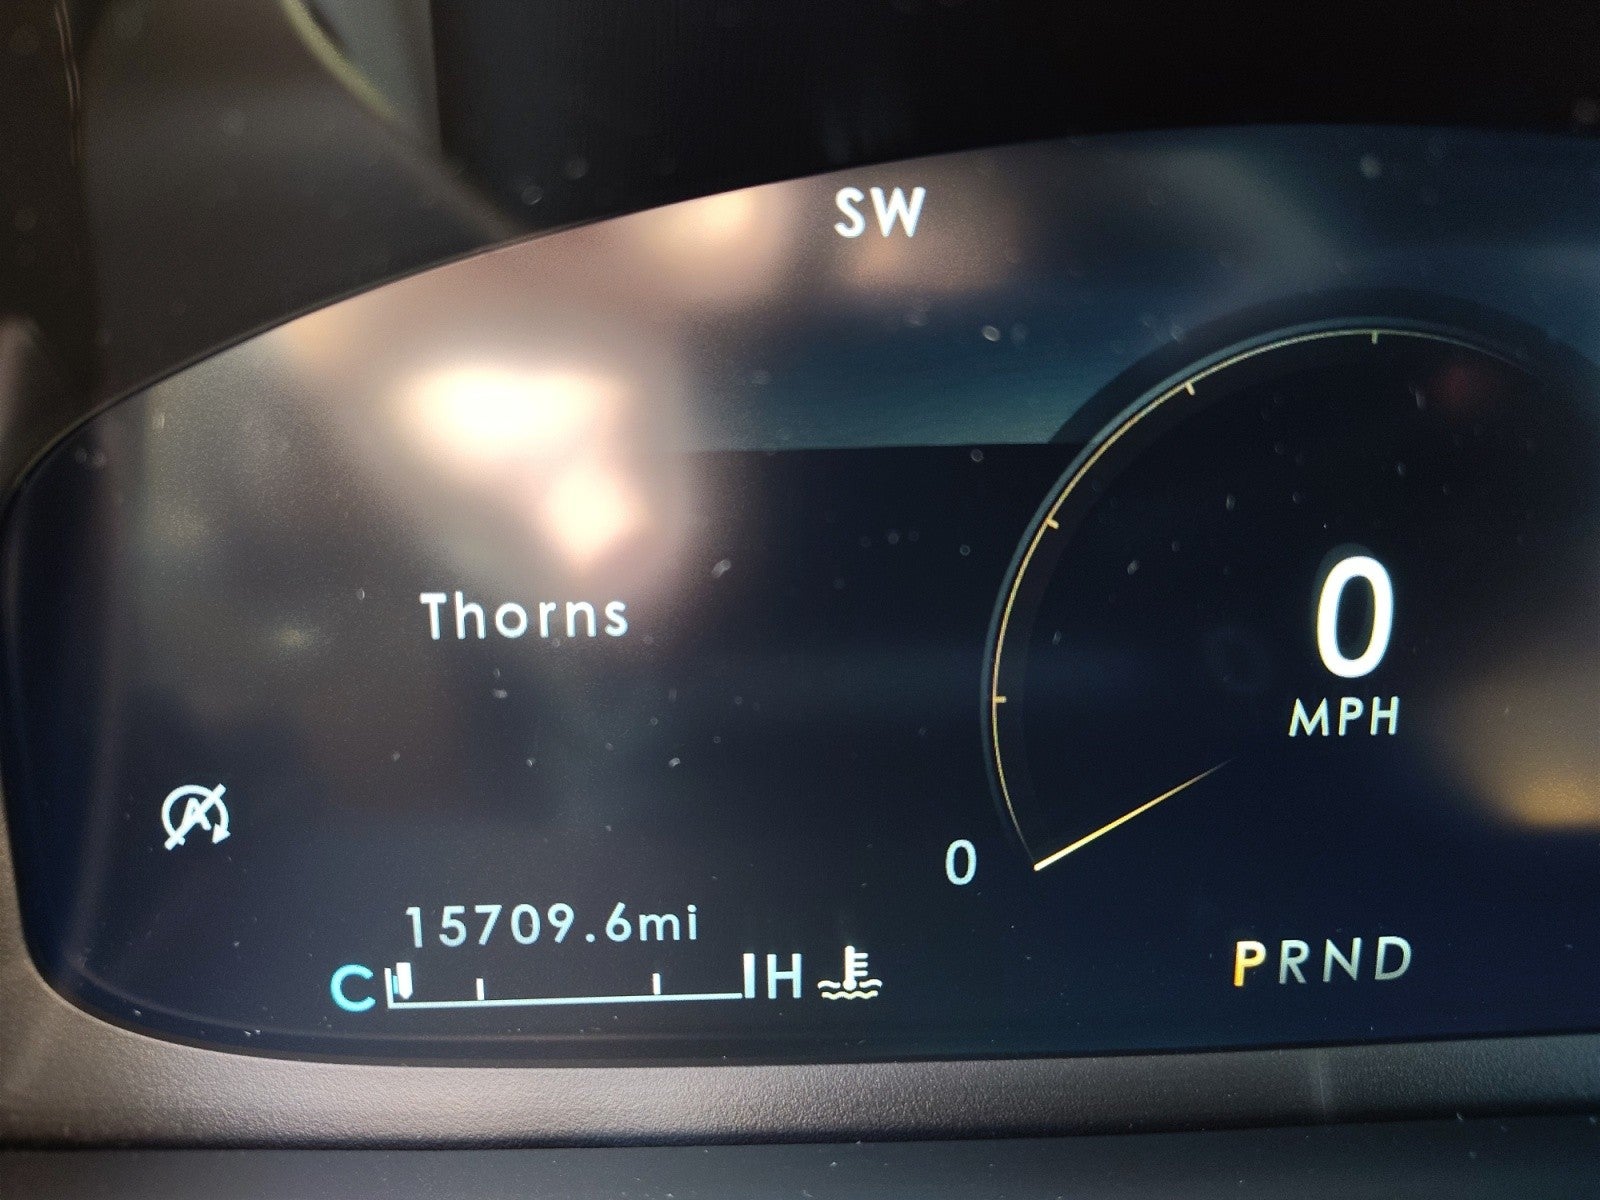 SW
Thorns
0
MPH
A
0
15709.6mi
C H
PRND